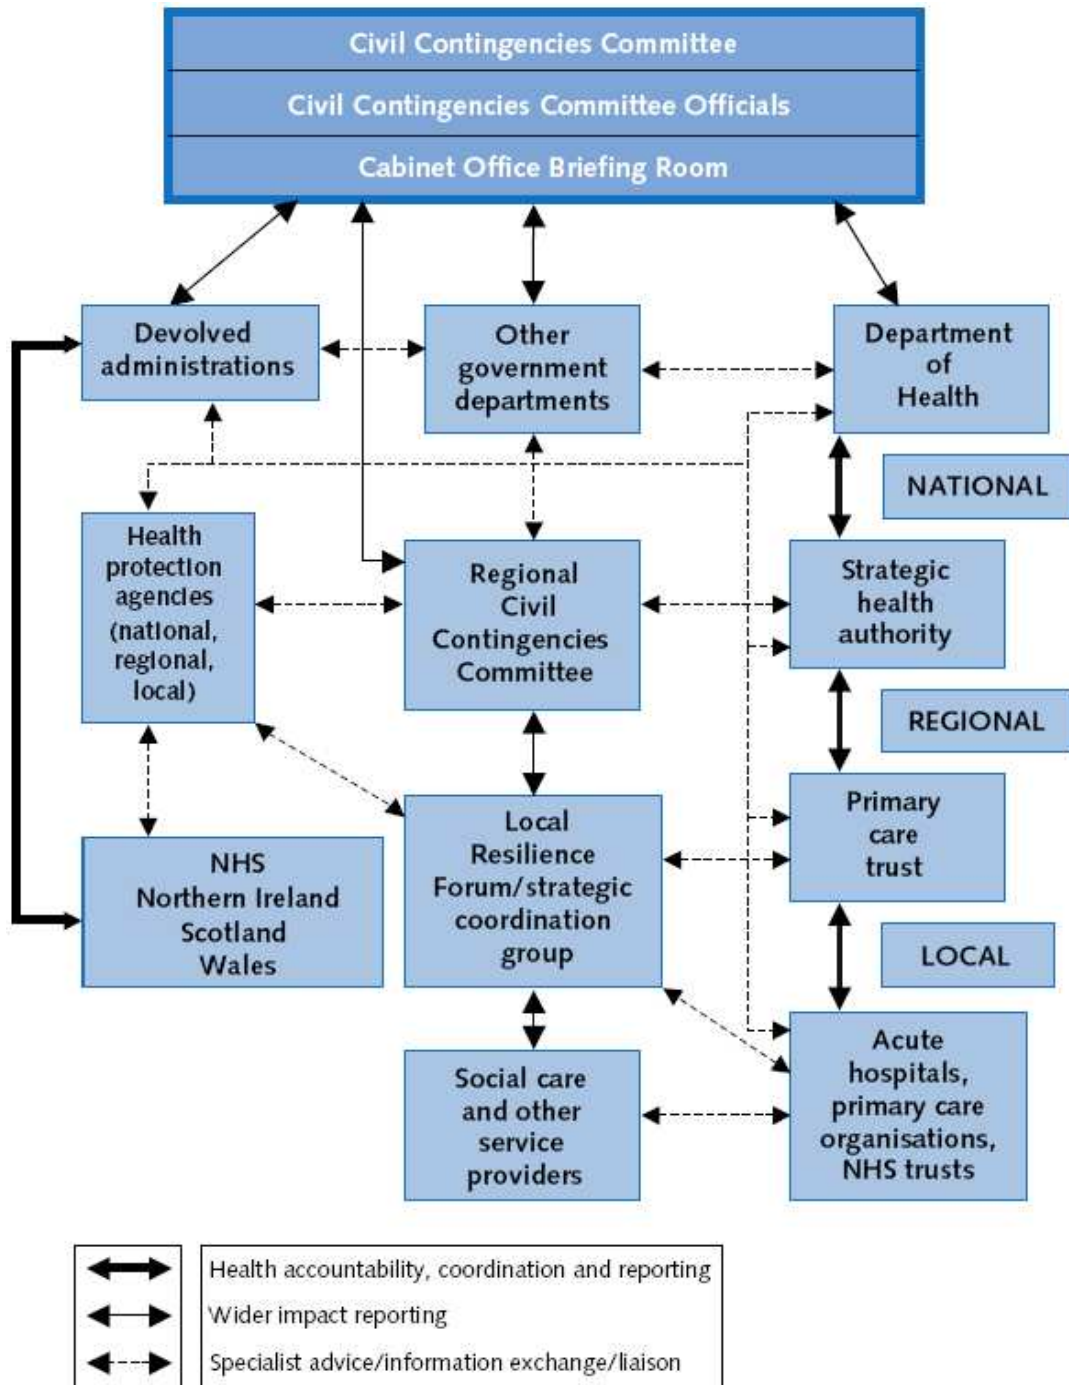 Civil Contingencies Committee
Civil Contingencies Committee Officials
Cabinet Office Briefing Room
Devolved
administrations
Other
government
departments
Department
of
Health
NATIONAL
Health
protection
agencies
(national,
regional,
local)
Regional
Civil
Contingencies
Committee
Strategic
health
authority
REGIONAL
NHS
Northern Ireland
Scotland
Wales
Local
Resilience
Forum/strategic
coordination
group
Primary
care
trust
LOCAL
Social care
and other
service
providers
Acute
hospitals,
primary care
organisations,
NHS trusts
Health accountability, coordination and reporting
Wider impact reporting
Specialist advice/information exchange/liaison